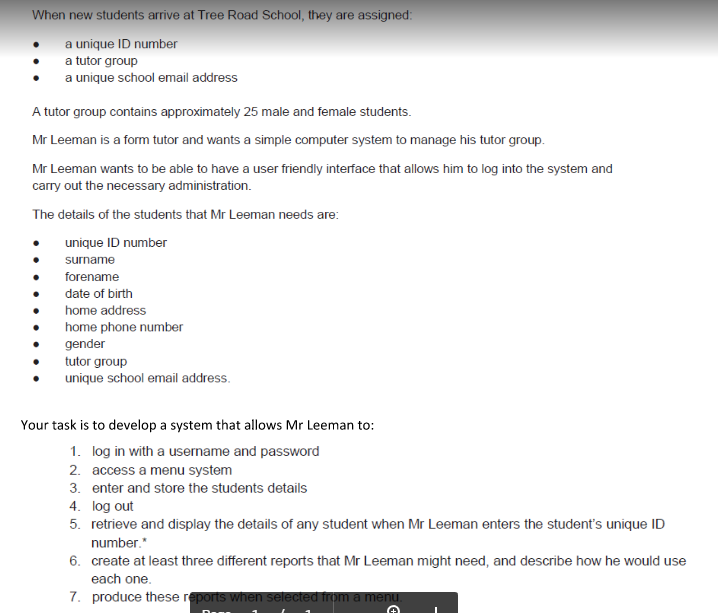 When new students arrive at Tree Road School, they are assigned:
• a unique ID number
• a tutor group
• a unique school email address
A tutor group contains approximately 25 male and female students.
Mr Leeman is a form tutor and wants a simple computer system to manage his tutor group.
Mr Leeman wants to be able to have a user friendly interface that allows him to log into the system and
carry out the necessary administration.
The details of the students that Mr Leeman needs are:
• unique ID number
• surname
• forename
• date of birth
• home address
• home phone number
• gender
• tutor group
• unique school email address.
Your task is to develop a system that allows Mr Leeman to:
1. log in with a username and password
2. access a menu system
3. enter and store the students details
4. log out
5. retrieve and display the details of any student when Mr Leeman enters the student's unique ID
number.*
6. create at least three different reports that Mr Leeman might need, and describe how he would use
each one.
7. produce these reports when selected from a menu.